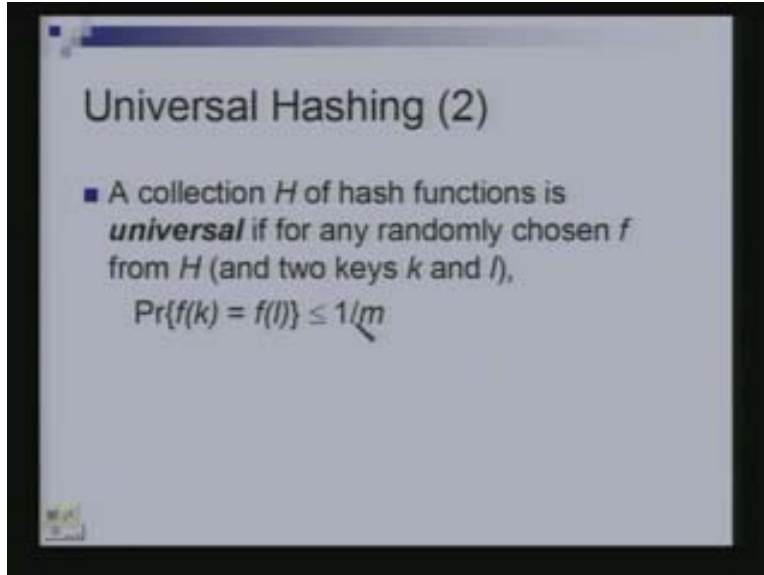 Universal Hashing (2)
A collection H of hash functions is
universal if for any randomly chosen f
from H (and two keys k and l),
Pr{f(k) = f(l)} ≤ 1/m